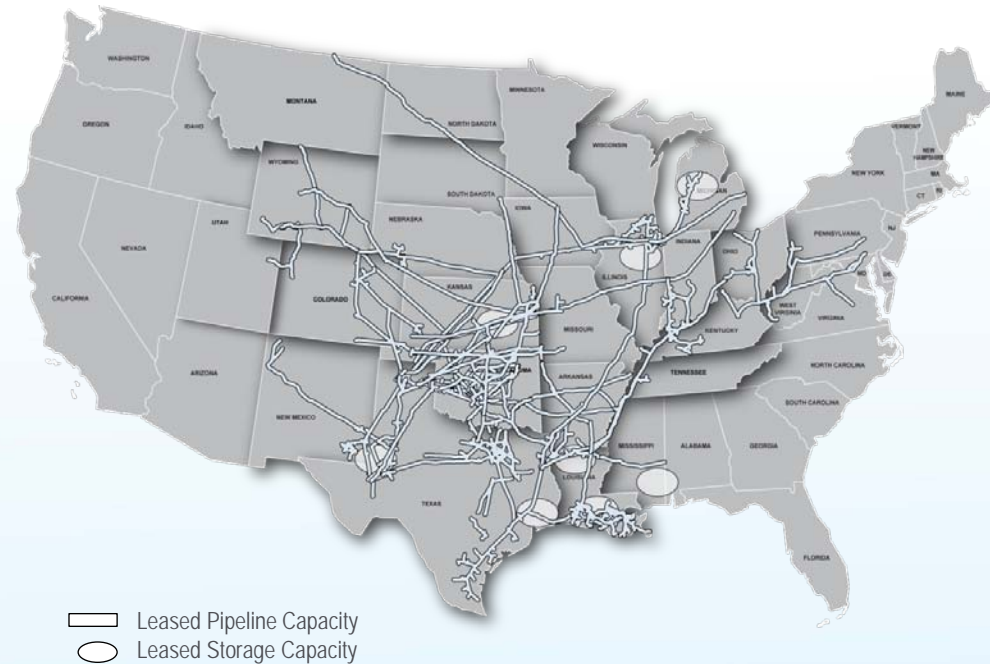 WASHINGTON
MONTANA
NORTH DAKOTA
MINNESOTA
MAINE
OREGON
IDAHO
WISCONSIN
VERMONT
NEW
HAMPSHIRE
NEW YORK
MA
CT
RI
WYOMING
SOUTH DAKOTA
MICHIGAN
NEBRASKA
IOWA
PENNSYLVANIA
NJ
NEVADA
UTAH
ILLINOIS
INDIANA
OHIO
MD
CALIFORNIA
COLORADO
KANSAS
MISSOURI
WEST
VIRGINIA
VIRGINIA
KENTUCKY
ARIZONA
NEW MEXICO
ARKANSAS
TENNESSEE
NORTH CAROLINA
SOUTH CAROLINA
MISSISSIPPI
ALABAMA
GEORGIA
TEXAS
LOUISIANA
FLORIDA
Leased Pipeline Capacity
Leased Storage Capacity